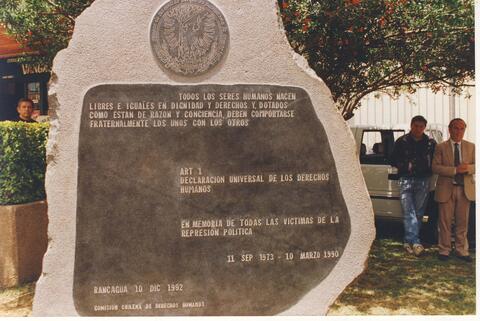 TODOS LOS SERES HUMANOS NACEN
LIBRES E IGUALES EN DIGNIDAD Y DERECHOS Y, DOTADOS
COMO ESTAN DE RAZON Y CONCIENCIA, DEBEN COMPORTARSE
FRATERNALMENTE LOS UNOS CON LOS OTROS
ART 1
DECLARACION UNIVERSAL DE LOS DERECHOS
HUMANOS
EN MEMORIA DE TODAS LAS VICTIMAS DE LA
REPRESION POLITICA
11 SEP 1973 - 10 MARZO 1990
RANCAGUA 10 DIC 1992
COMISION CHILENA DE DERECHOS HUMANOS